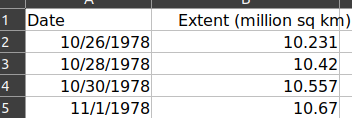 1 Date Extent (million sq km)
2 10/26/1978 10.231
3 10/28/1978 10.42
4 10/30/1978 10.557
5 11/1/1978 10.67